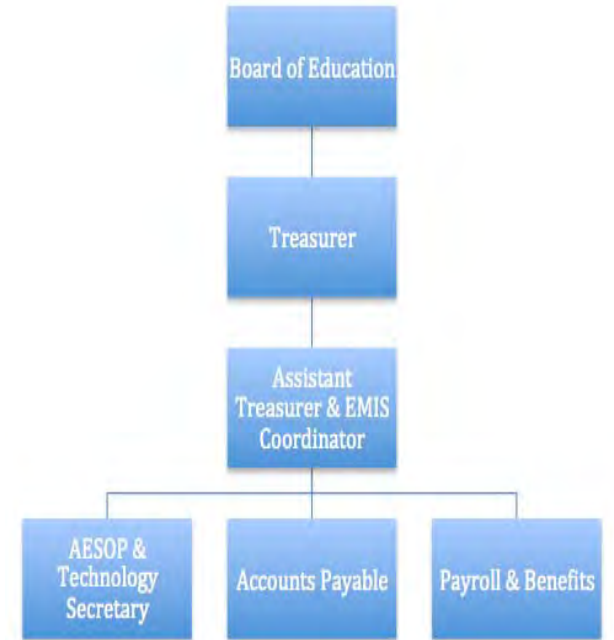 Board of Education
Treasurer
Assistant
Treasurer & EMIS
Coordinator
AESOP &
Technology
Secretary
Accounts Payable
Payroll & Benefits